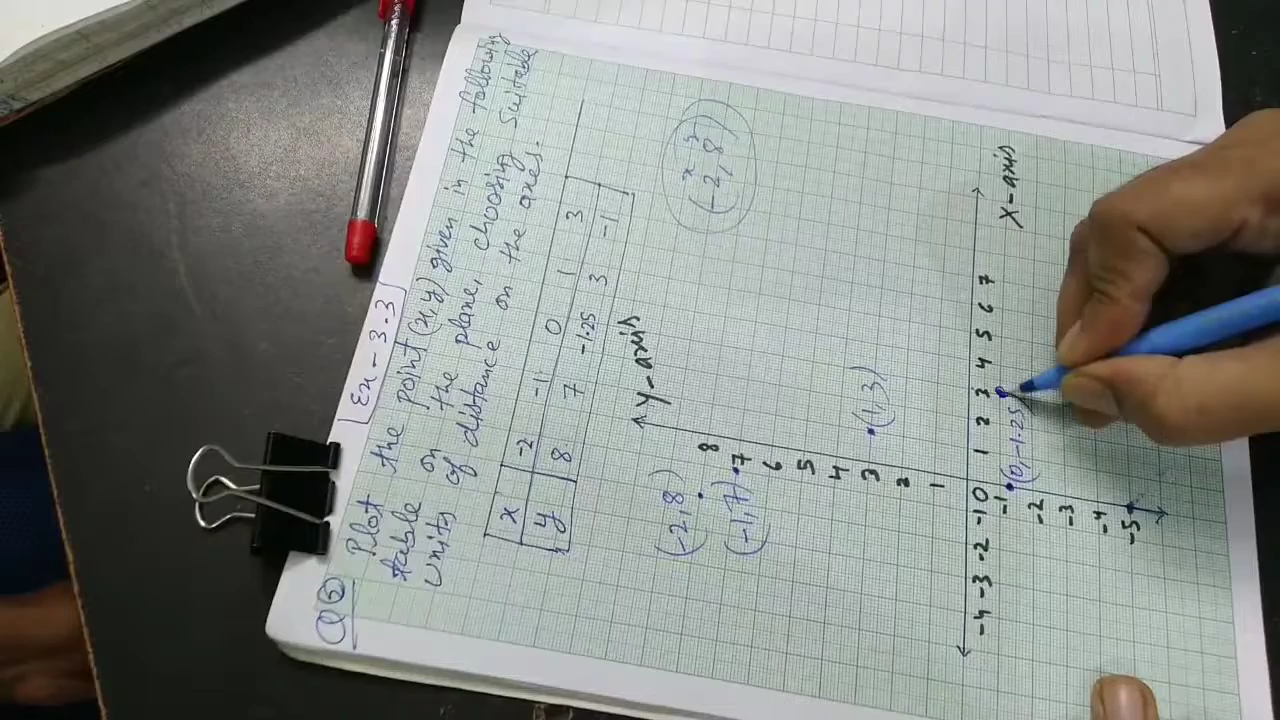 Ex - 3.3
Q ② Plot the point (x, y) given in the following
table on the plane, choosing suitable
units of distance on the axes.
x -2 -1 0 1 3
y 8 7 -1.25 3 -1
x y
(-2, 8)
Y-axis
(-2, 8)
8
(-1, 7)
7
6
5
4
3
(1, 3)
2
1
-4 -3 -2 -1 0 1 2 3 4 5 6 7
X-axis
-1
(0, -1.25)
-2
-3
-4
-5